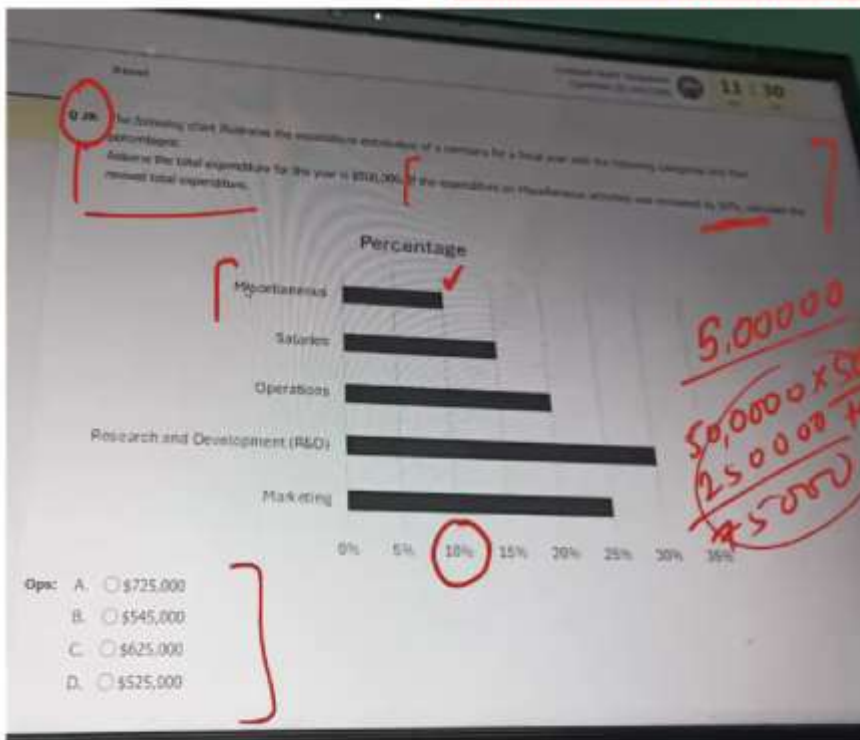 11 : 30
The following chart illustrates the expenditure distribution of a company for a fiscal year with the following categories and their
percentages:
Assume the total expenditure for the year is $500,000. If the expenditure on Miscellaneous activities was increased by 50%, calculate the
revised total expenditure.
Percentage
Miscellaneous
Salaries
Operations
Research and Development (R&D)
Marketing
0% 5% 10% 15% 20% 25% 30% 35%
5,00000
50,0000 x
250000 +
75000
Ops: A. $725,000
B. $545,000
C. $625,000
D. $525,000